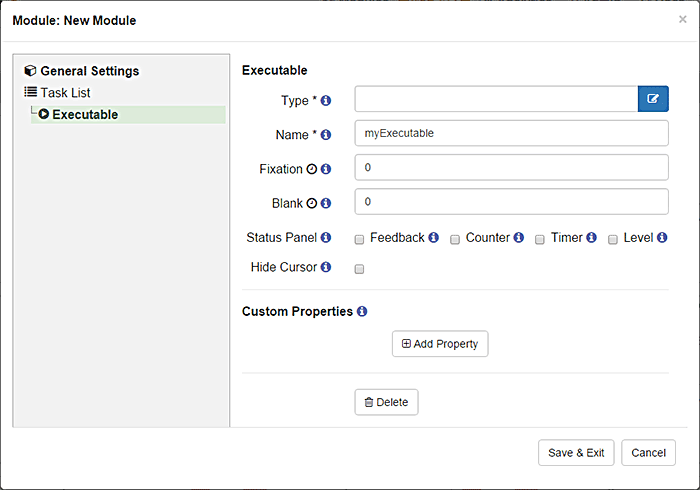 Module: New Module
×
General Settings
Task List
Executable
Executable
Type *
Name * myExecutable
Fixation 0
Blank 0
Status Panel Feedback Counter Timer Level
Hide Cursor
Custom Properties
Add Property
Delete
Save & Exit Cancel